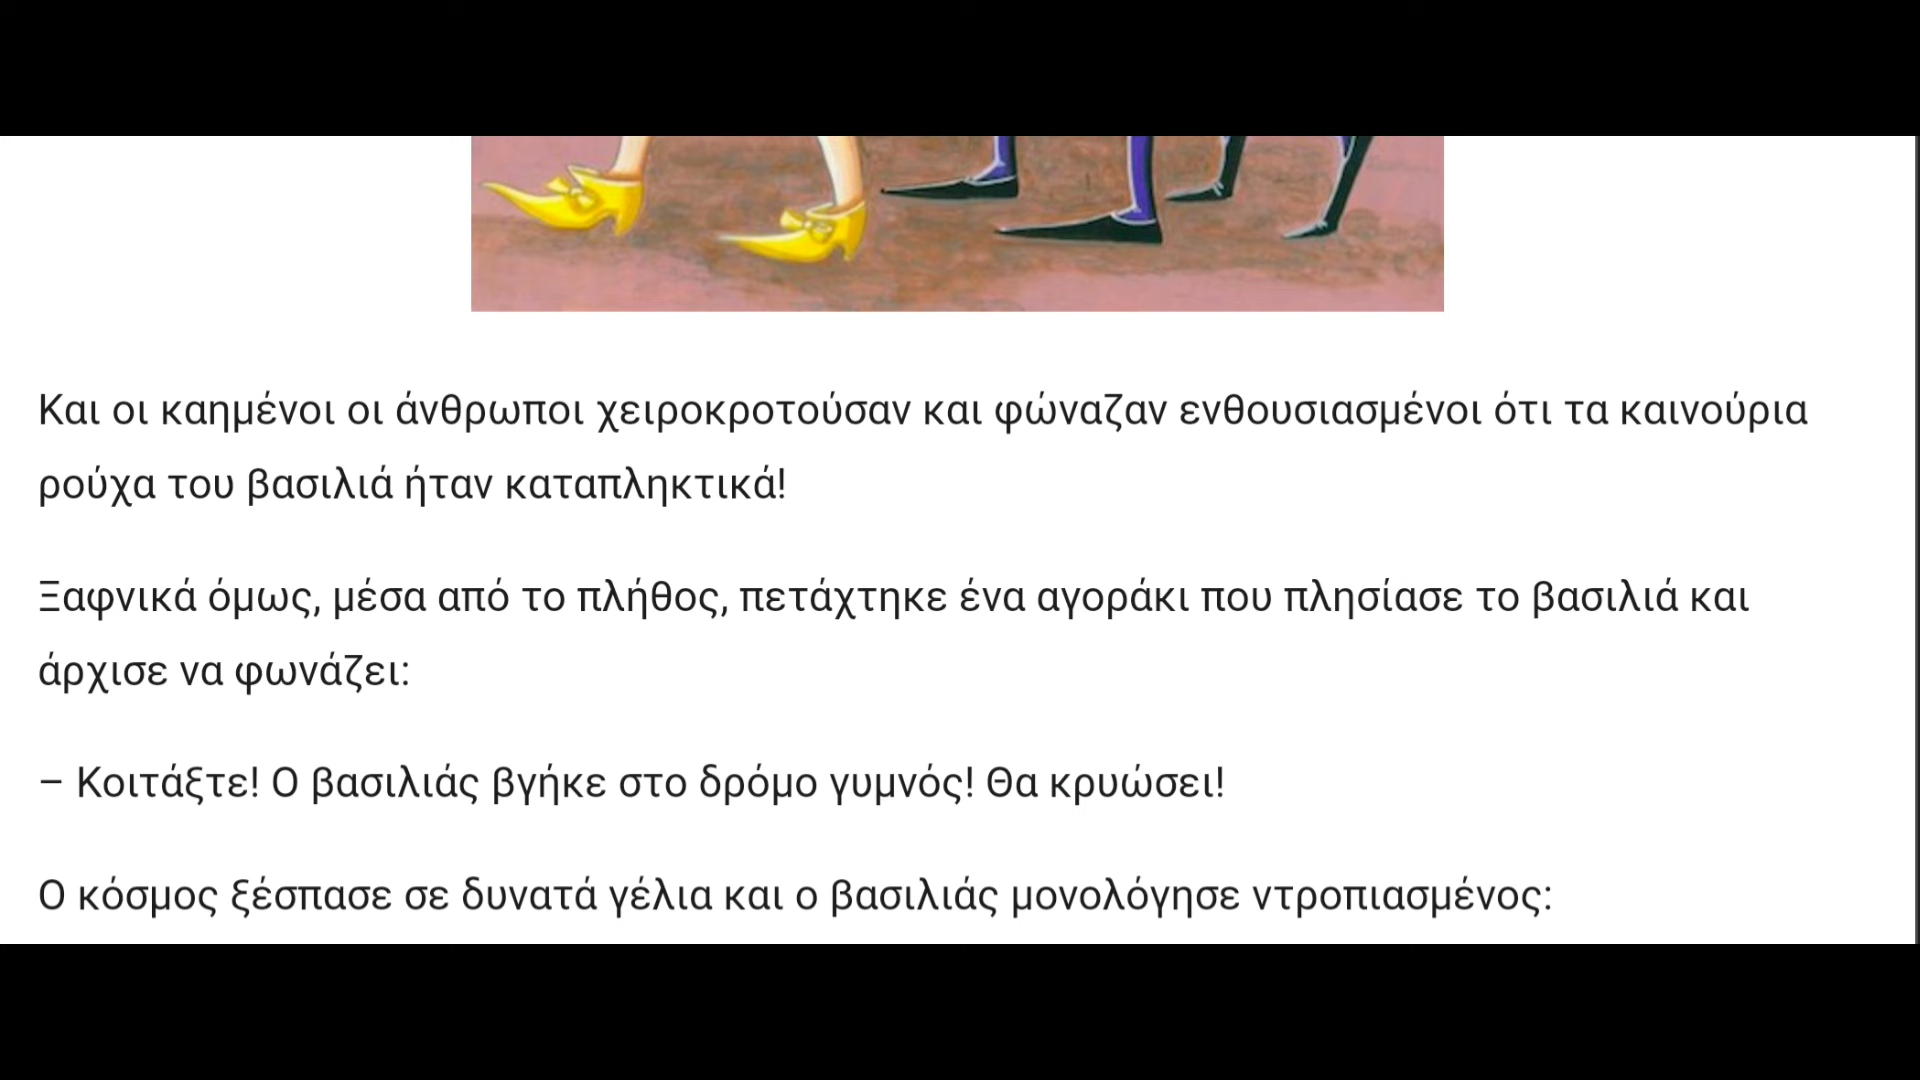 Και οι καημένοι οι άνθρωποι χειροκροτούσαν και φώναζαν ενθουσιασμένοι ότι τα καινούρια
ρούχα του βασιλιά ήταν καταπληκτικά!
Ξαφνικά όμως, μέσα από το πλήθος, πετάχτηκε ένα αγοράκι που πλησίασε το βασιλιά και
άρχισε να φωνάζει:
– Κοιτάξτε! Ο βασιλιάς βγήκε στο δρόμο γυμνός! Θα κρυώσει!
Ο κόσμος ξέσπασε σε δυνατά γέλια και ο βασιλιάς μονολόγησε ντροπιασμένος: